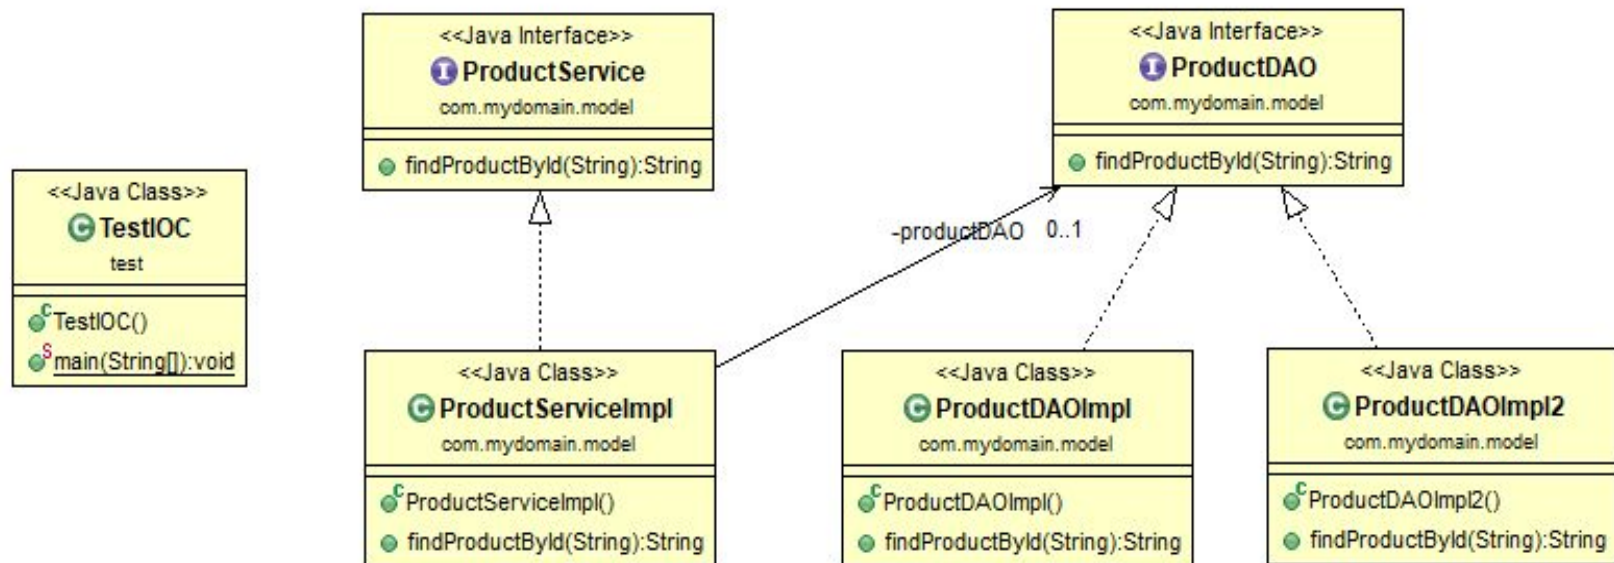 <<Java Interface>>
I ProductService
com.mydomain.model
findProductById(String):String
<<Java Interface>>
I ProductDAO
com.mydomain.model
findProductById(String):String
<<Java Class>>
C TestIOC
test
C TestIOC()
S main(String[]):void
-productDAO 0..1
<<Java Class>>
C ProductServiceImpl
com.mydomain.model
C ProductServiceImpl()
findProductById(String):String
<<Java Class>>
C ProductDAOImpl
com.mydomain.model
C ProductDAOImpl()
findProductById(String):String
<<Java Class>>
C ProductDAOImpl2
com.mydomain.model
C ProductDAOImpl2()
findProductById(String):String